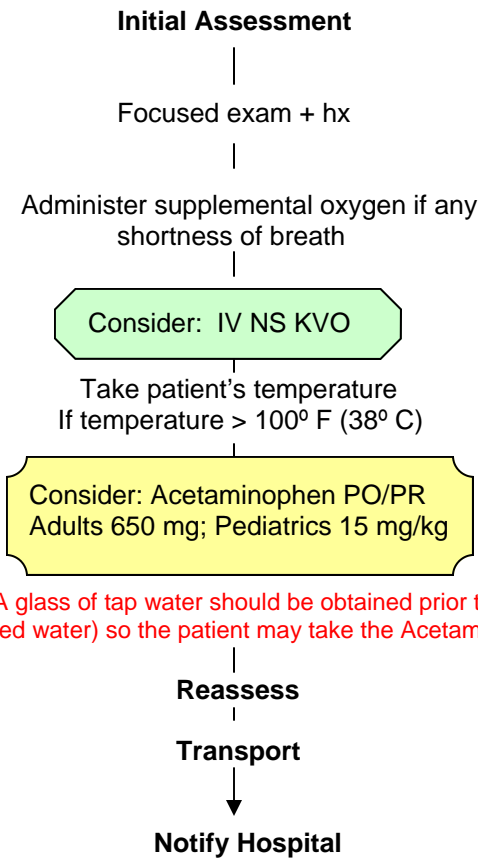 Initial Assessment
Focused exam + hx
Administer supplemental oxygen if any
shortness of breath
Consider:  IV NS KVO
Take patient’s temperature
If temperature > 100º F (38º C)
Consider: Acetaminophen PO/PR
Adults 650 mg; Pediatrics 15 mg/kg
A glass of tap water should be obtained prior
water) so the patient may take the
Reassess
Transport
Notify Hospital